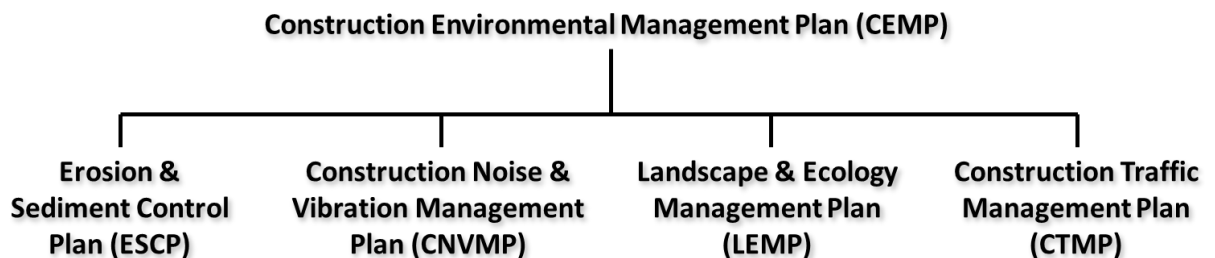 Construction Environmental Management Plan (CEMP)
Erosion &
Sediment Control
Plan (ESCP)
Construction Noise &
Vibration Management
Plan (CNVMP)
Landscape & Ecology
Management Plan
(LEMP)
Construction Traffic
Management Plan
(CTMP)